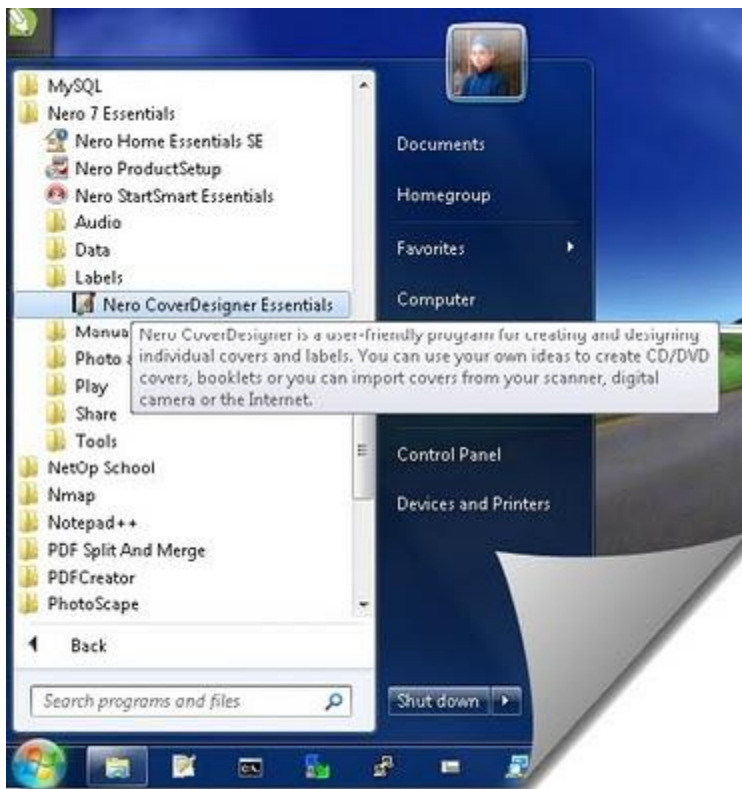 MySQL
Nero 7 Essentials
Nero Home Essentials SE
Nero ProductSetup
Nero StartSmart Essentials
Audio
Data
Labels
Nero CoverDesigner Essentials
Manua
Nero CoverDesigner is a user-friendly program for creating and designing
individual covers and labels. You can use your own ideas to create CD/DVD
covers, booklets or you can import covers from your scanner, digital
camera or the Internet.
Photo a
Play
Share
Tools
NetOp School
Nmap
Notepad++
PDF Split And Merge
PDFCreator
PhotoScape
Back
Search programs and files
Documents
Homegroup
Favorites
Computer
Control Panel
Devices and Printers
Shut down